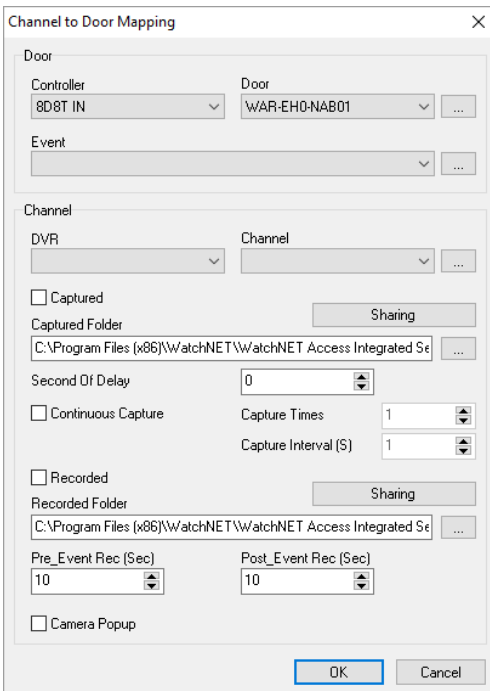 Channel to Door Mapping
Door
Controller Door
8D8T IN WAR-EH0-NAB01 ...
Event
...
Channel
DVR Channel
...
Captured
Sharing
Captured Folder
C:\Program Files (x86)\WatchNET\WatchNET Access Integrated Se ...
Second Of Delay 0
Continuous Capture Capture Times 1
Capture Interval (S) 1
Recorded
Sharing
Recorded Folder
C:\Program Files (x86)\WatchNET\WatchNET Access Integrated Se ...
Pre_Event Rec (Sec) Post_Event Rec (Sec)
10 10
Camera Popup
OK Cancel